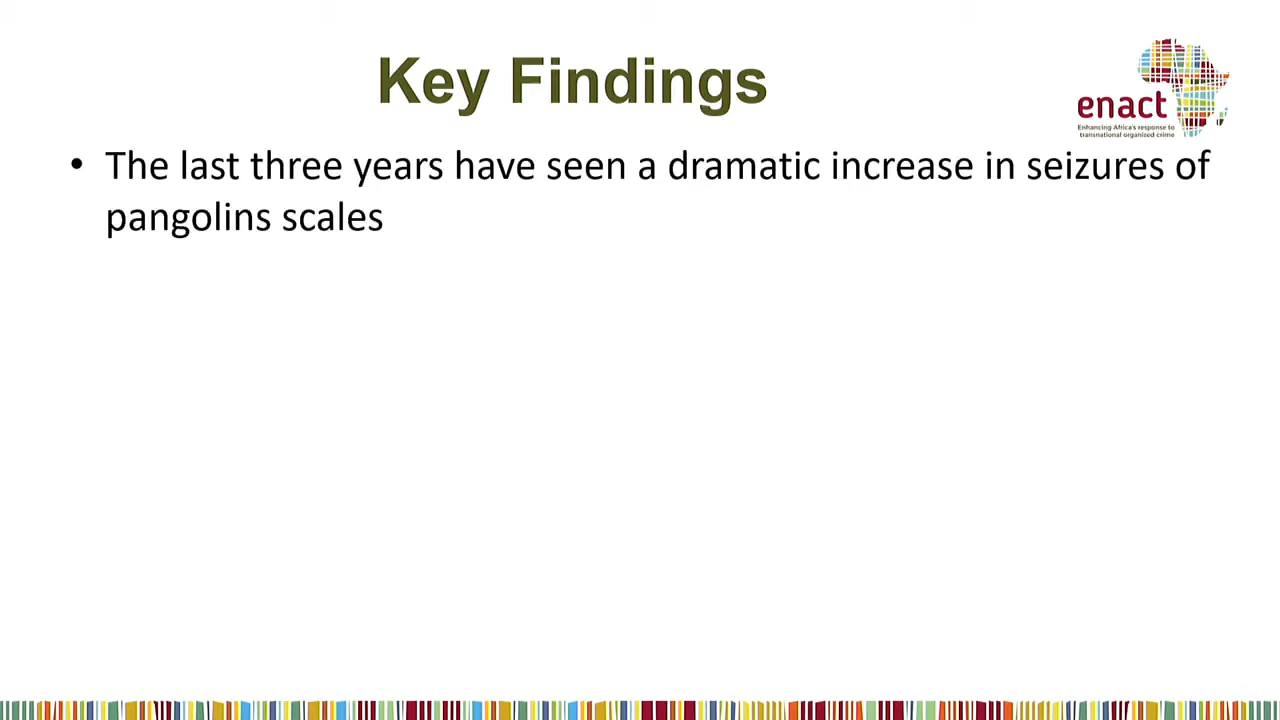 Key Findings
enact
Enhancing Africa's response to
transnational organised crime
• The last three years have seen a dramatic increase in seizures of
pangolins scales